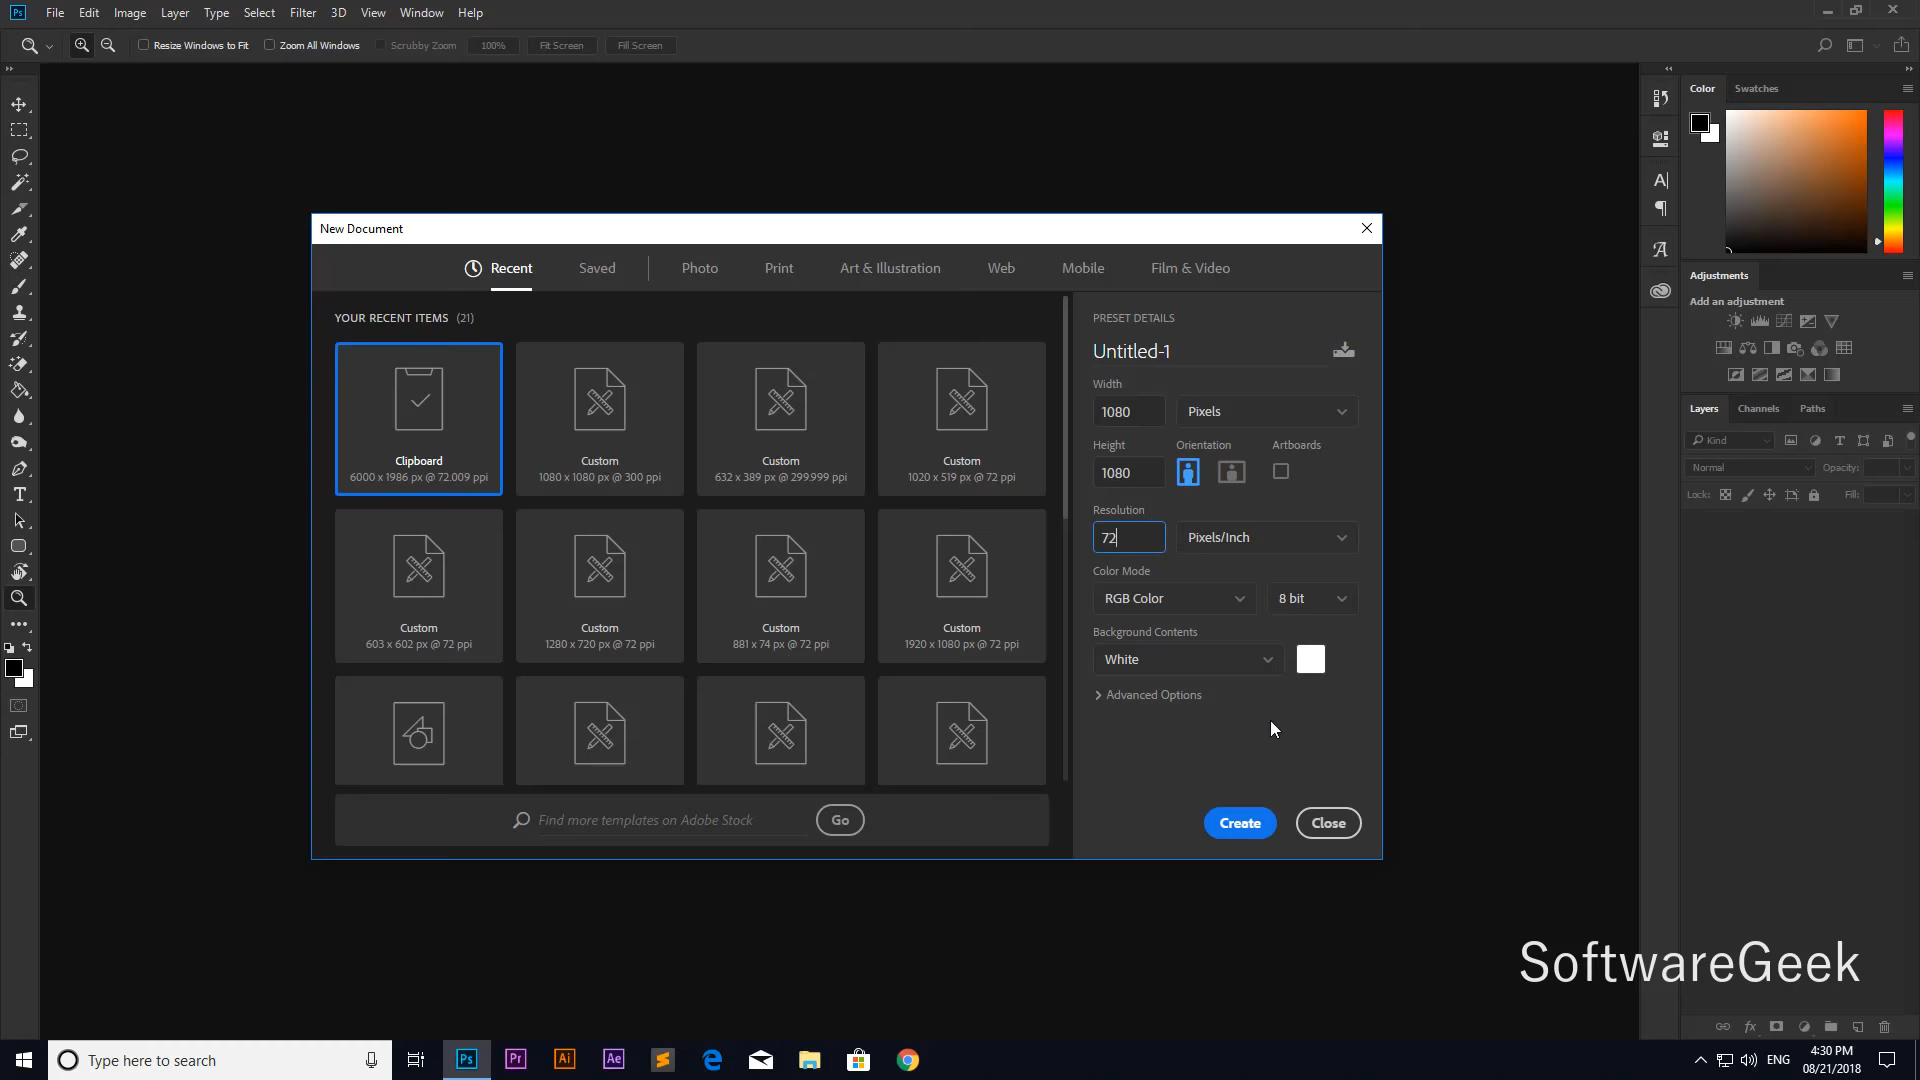 Ps File Edit Image Layer Type Select Filter 3D View Window Help
Resize Windows to Fit Zoom All Windows Scrubby Zoom 100% Fit Screen Fill Screen
Color Swatches
New Document
Recent Saved Photo Print Art & Illustration Web Mobile Film & Video
YOUR RECENT ITEMS (21)
Clipboard
6000 x 1986 px @ 72.009 ppi
Custom
1080 x 1080 px @ 300 ppi
Custom
632 x 389 px @ 299.999 ppi
Custom
1020 x 519 px @ 72 ppi
Custom
603 x 602 px @ 72 ppi
Custom
1280 x 720 px @ 72 ppi
Custom
881 x 74 px @ 72 ppi
Custom
1920 x 1080 px @ 72 ppi
Find more templates on Adobe Stock Go
PRESET DETAILS
Untitled-1
Width
1080 Pixels
Height Orientation Artboards
1080
Resolution
72 Pixels/Inch
Color Mode
RGB Color 8 bit
Background Contents
White
Advanced Options
Create Close
Adjustments
Add an adjustment
Layers Channels Paths
Kind
Normal Opacity:
Lock: Fill:
fx
SoftwareGeek
Type here to search
Ps Pr Ai Ae
ENG
4:30 PM
08/21/2018